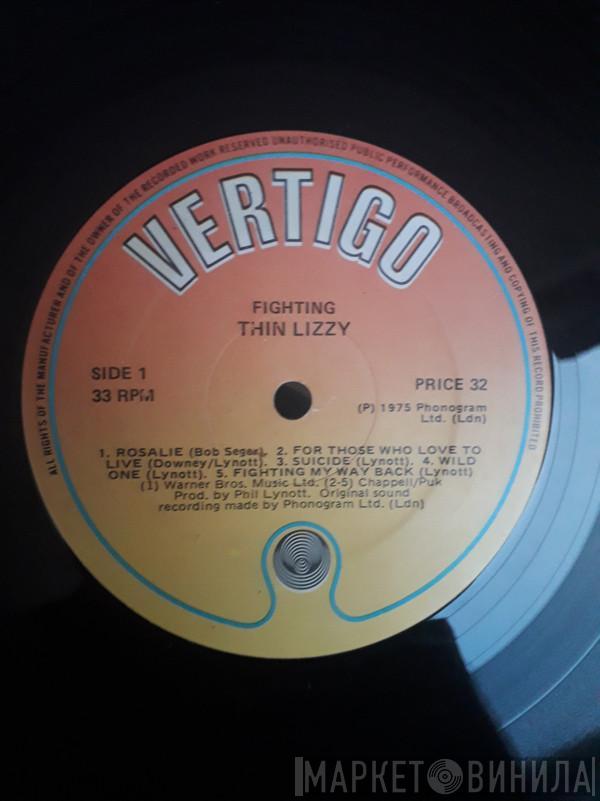 ALL RIGHTS OF THE MANUFACTURER AND OF THE OWNER OF THE RECORDED WORK RESERVED UNAUTHORISED PUBLIC PERFORMANCE BROADCASTING AND COPYING OF THIS RECORD PROHIBITED
VERTIGO
FIGHTING
THIN LIZZY
SIDE 1
33 RPM
PRICE 32
(P) 1975 Phonogram
Ltd. (Ldn)
1. ROSALIE (Bob Seger). 2. FOR THOSE WHO LOVE TO
LIVE (Downey/Lynott). 3. SUICIDE (Lynott). 4. WILD
ONE (Lynott). 5. FIGHTING MY WAY BACK (Lynott)
(1) Warner Bros. Music Ltd. (2-5) Chappell/Puk
Prod. by Phil Lynott. Original sound
recording made by Phonogram Ltd. (Ldn)
МАРКЕТ ВИНИЛА